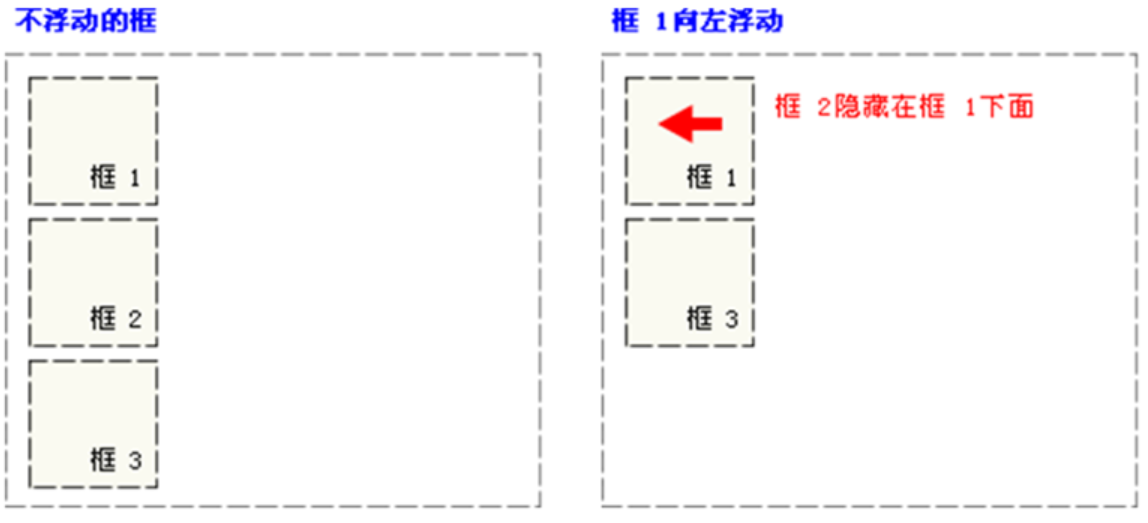 不浮动的框
框 1
框 2
框 3
框 1向左浮动
框 2隐藏在框 1下面
框 1
框 3